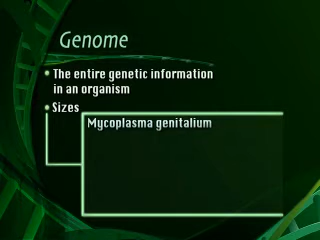 Genome
The entire genetic information
in an organism
Sizes
Mycoplasma genitalium